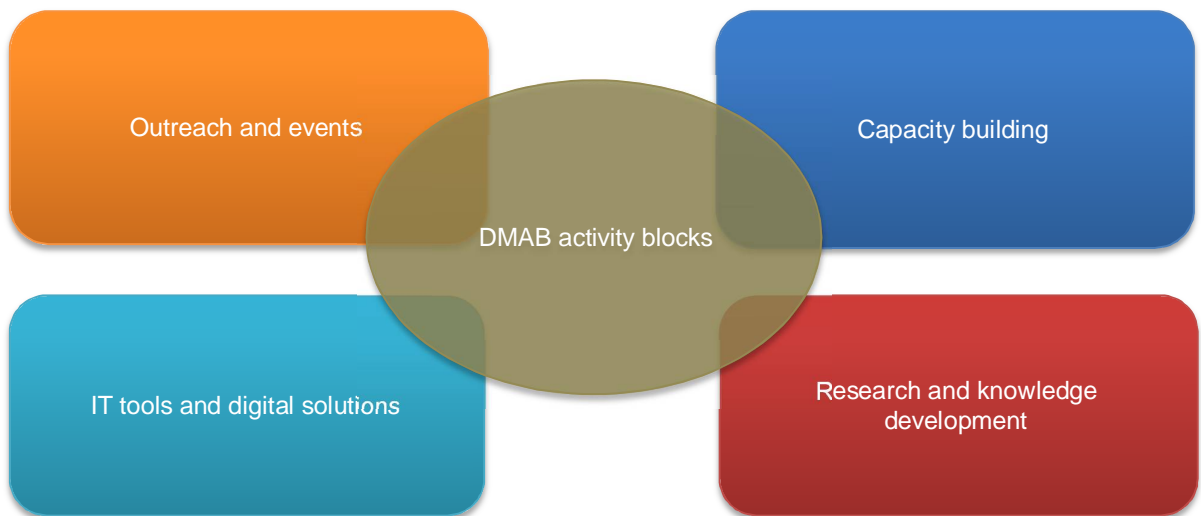 Outreach and events
Capacity building
DMAB activity blocks
IT tools and digital solutions
Research and knowledge
development